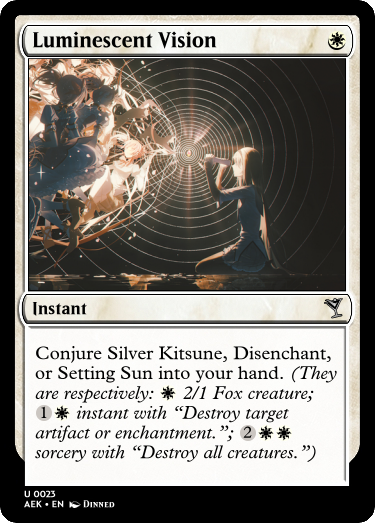 Luminescent Vision
Instant
Conjure Silver Kitsune, Disenchant,
or Setting Sun into your hand. (They
are respectively: 2/1 Fox creature;
1 instant with “Destroy target
artifact or enchantment.”; 2
sorcery with “Destroy all creatures.”)
U 0023
AEK • EN Dinned